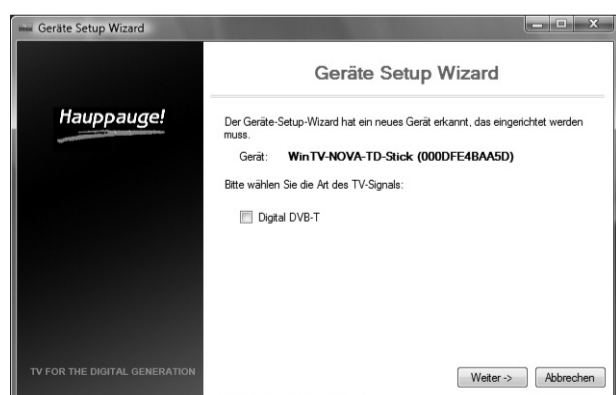 Geräte Setup Wizard
Geräte Setup Wizard
Hauppauge!
Der Geräte-Setup-Wizard hat ein neues Gerät erkannt, das eingerichtet werden
muss.
Gerät: WinTV-NOVA-TD-Stick (000DFE4BAA5D)
Bitte wählen Sie die Art des TV-Signals:
Digital DVB-T
TV FOR THE DIGITAL GENERATION
Weiter -> Abbrechen